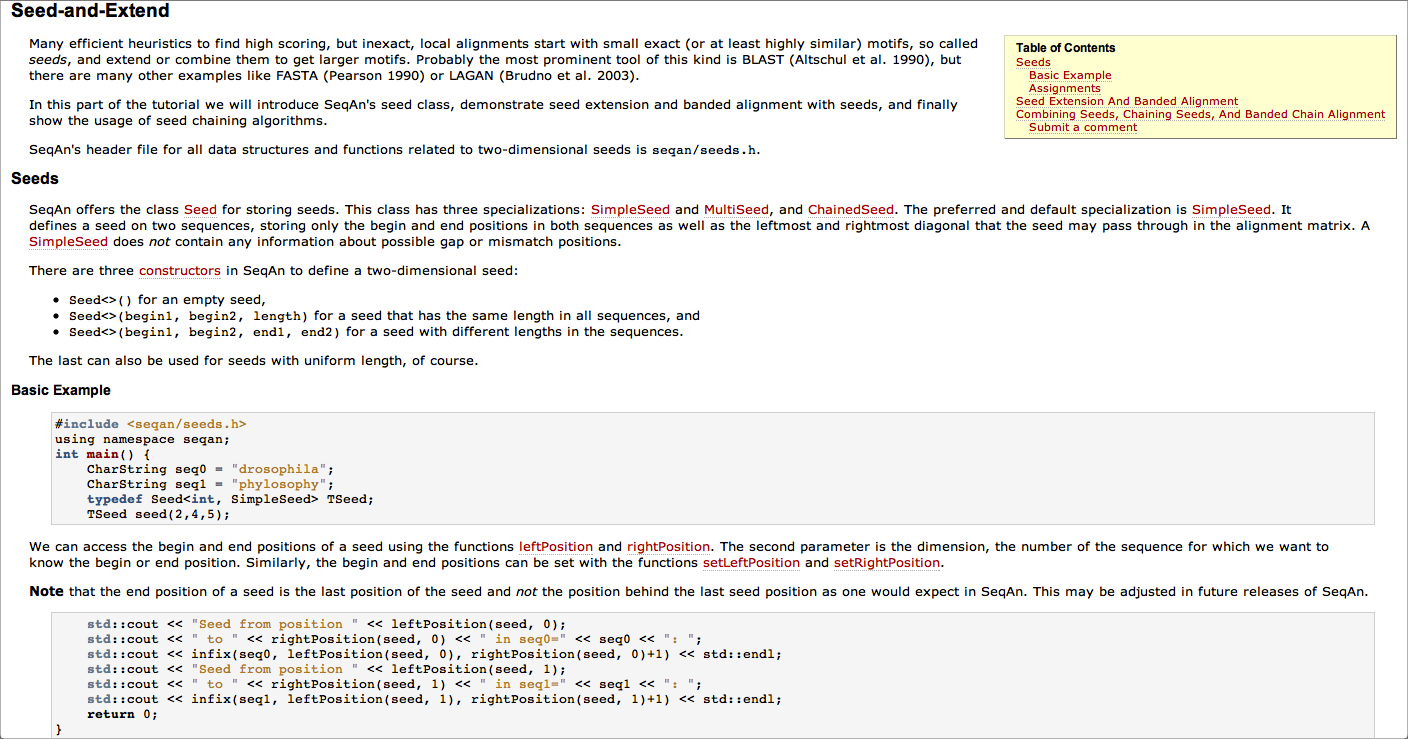 Seed-and-Extend
Many efficient heuristics to find high scoring, but inexact, local alignments start with small exact (or at least highly similar) motifs, so called
seeds, and extend or combine them to get larger motifs. Probably the most prominent tool of this kind is BLAST (Altschul et al. 1990), but
there are many other examples like FASTA (Pearson 1990) or LAGAN (Brudno et al. 2003).
In this part of the tutorial we will introduce SeqAn's seed class, demonstrate seed extension and banded alignment with seeds, and finally
show the usage of seed chaining algorithms.
SeqAn's header file for all data structures and functions related to two-dimensional seeds is seqan/seeds.h.
Table of Contents
Seeds
Basic Example
Assignments
Seed Extension And Banded Alignment
Combining Seeds, Chaining Seeds, And Banded Chain Alignment
Submit a comment
Seeds
SeqAn offers the class Seed for storing seeds. This class has three specializations: SimpleSeed and MultiSeed, and ChainedSeed. The preferred and default specialization is SimpleSeed. It
defines a seed on two sequences, storing only the begin and end positions in both sequences as well as the leftmost and rightmost diagonal that the seed may pass through in the alignment matrix. A
SimpleSeed does not contain any information about possible gap or mismatch positions.
There are three constructors in SeqAn to define a two-dimensional seed:
• Seed<>() for an empty seed,
• Seed<>(begin1, begin2, length) for a seed that has the same length in all sequences, and
• Seed<>(begin1, begin2, end1, end2) for a seed with different lengths in the sequences.
The last can also be used for seeds with uniform length, of course.
Basic Example
#include <seqan/seeds.h>
using namespace seqan;
int main() {
    CharString seq0 = "drosophila";
    CharString seq1 = "phylosophy";
    typedef Seed<int, SimpleSeed> TSeed;
    TSeed seed(2,4,5);
We can access the begin and end positions of a seed using the functions leftPosition and rightPosition. The second parameter is the dimension, the number of the sequence for which we want to
know the begin or end position. Similarly, the begin and end positions can be set with the functions setLeftPosition and setRightPosition.
Note that the end position of a seed is the last position of the seed and not the position behind the last seed position as one would expect in SeqAn. This may be adjusted in future releases of SeqAn.
    std::cout << "Seed from position " << leftPosition(seed, 0);
    std::cout << " to " << rightPosition(seed, 0) << " in seq0=" << seq0 << ": ";
    std::cout << infix(seq0, leftPosition(seed, 0), rightPosition(seed, 0)+1) << std::endl;
    std::cout << "Seed from position " << leftPosition(seed, 1);
    std::cout << " to " << rightPosition(seed, 1) << " in seq1=" << seq1 << ": ";
    std::cout << infix(seq1, leftPosition(seed, 1), rightPosition(seed, 1)+1) << std::endl;
    return 0;
}